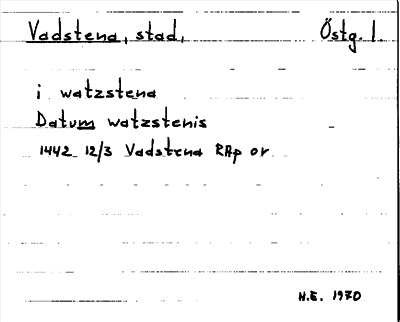 Vadstena, stad, Östg. l.
i watzstena
Datum watzstenis
1442 12/3 Vadstena RAp or
H.E. 1970